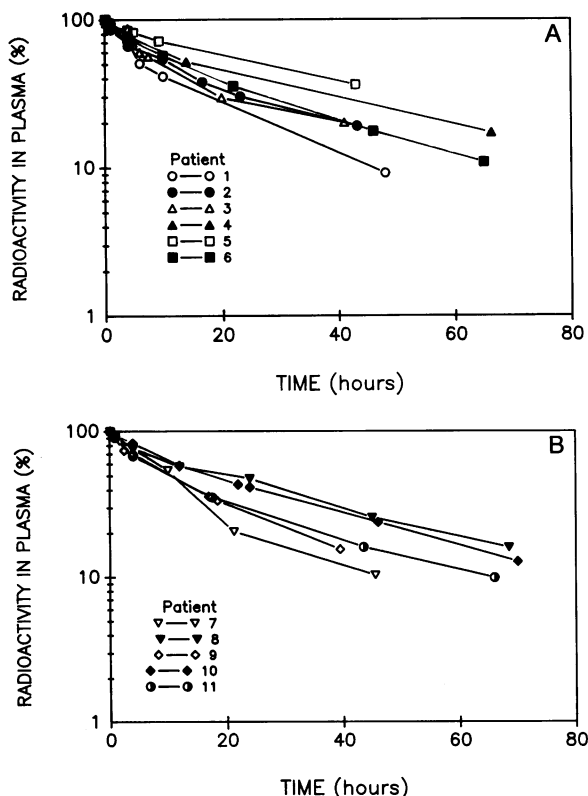 A
RADIOACTIVITY IN PLASMA (%)
100
10
1
Patient
1
2
3
4
5
6
0 20 40 60 80
TIME (hours)
B
RADIOACTIVITY IN PLASMA (%)
100
10
1
Patient
7
8
9
10
11
0 20 40 60 80
TIME (hours)